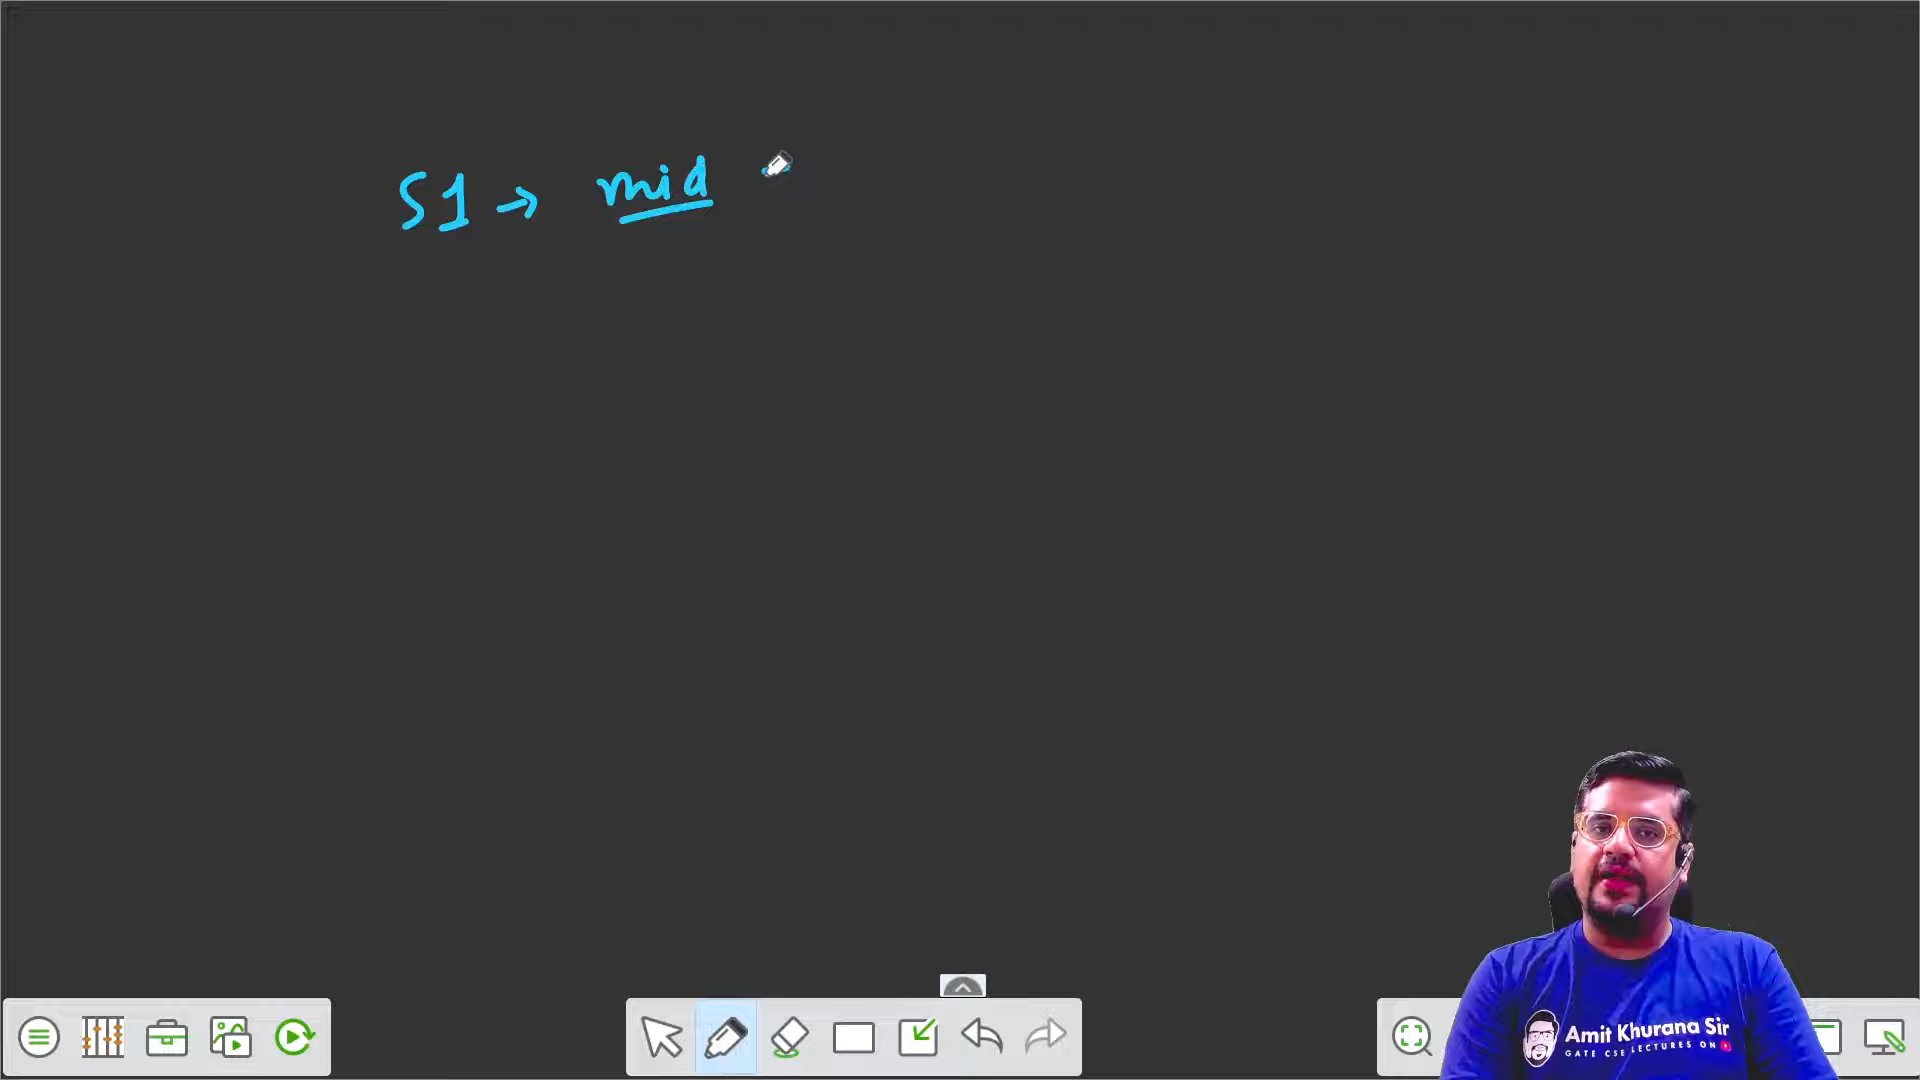 S1 → mid
Amit Khurana Sir
GATE CSE LECTURES ON